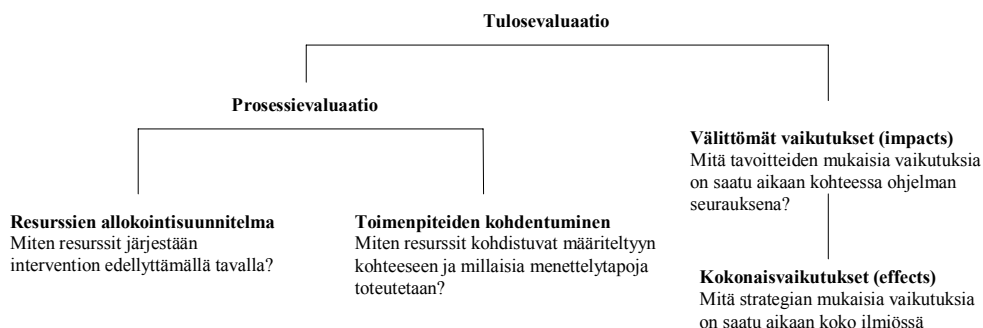 Tulosevaluaatio
Prosessievaluaatio
Resurssien allokointisuunnitelma
Miten resurssit järjestään
intervention edellyttämällä tavalla?
Toimenpiteiden kohdentuminen
Miten resurssit kohdistuvat määriteltyyn
kohteeseen ja millaisia menettelytapoja
toteutetaan?
Välittömät vaikutukset (impacts)
Mitä tavoitteiden mukaisia vaikutuksia
on saatu aikaan kohteessa ohjelman
seurauksena?
Kokonaisvaikutukset (effects)
Mitä strategian mukaisia vaikutuksia
on saatu aikaan koko ilmiössä